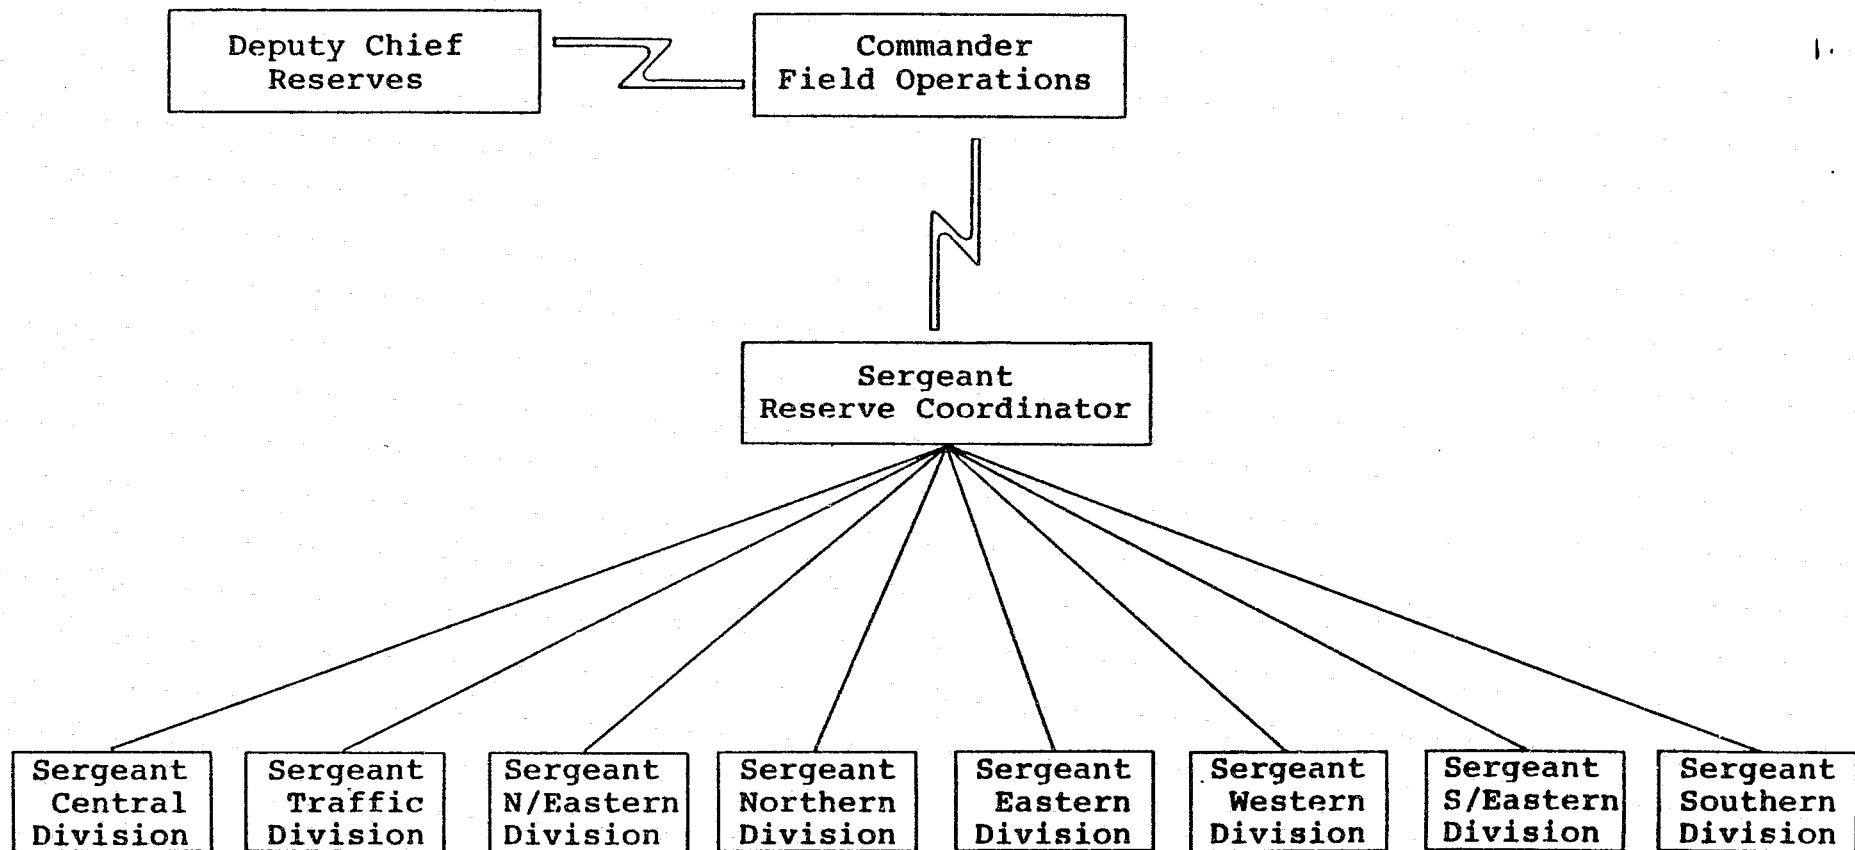 Deputy Chief
Reserves
Commander
Field Operations
Sergeant
Reserve Coordinator
Sergeant
Central
Division
Sergeant
Traffic
Division
Sergeant
N/Eastern
Division
Sergeant
Northern
Division
Sergeant
Eastern
Division
Sergeant
Western
Division
Sergeant
S/Eastern
Division
Sergeant
Southern
Division